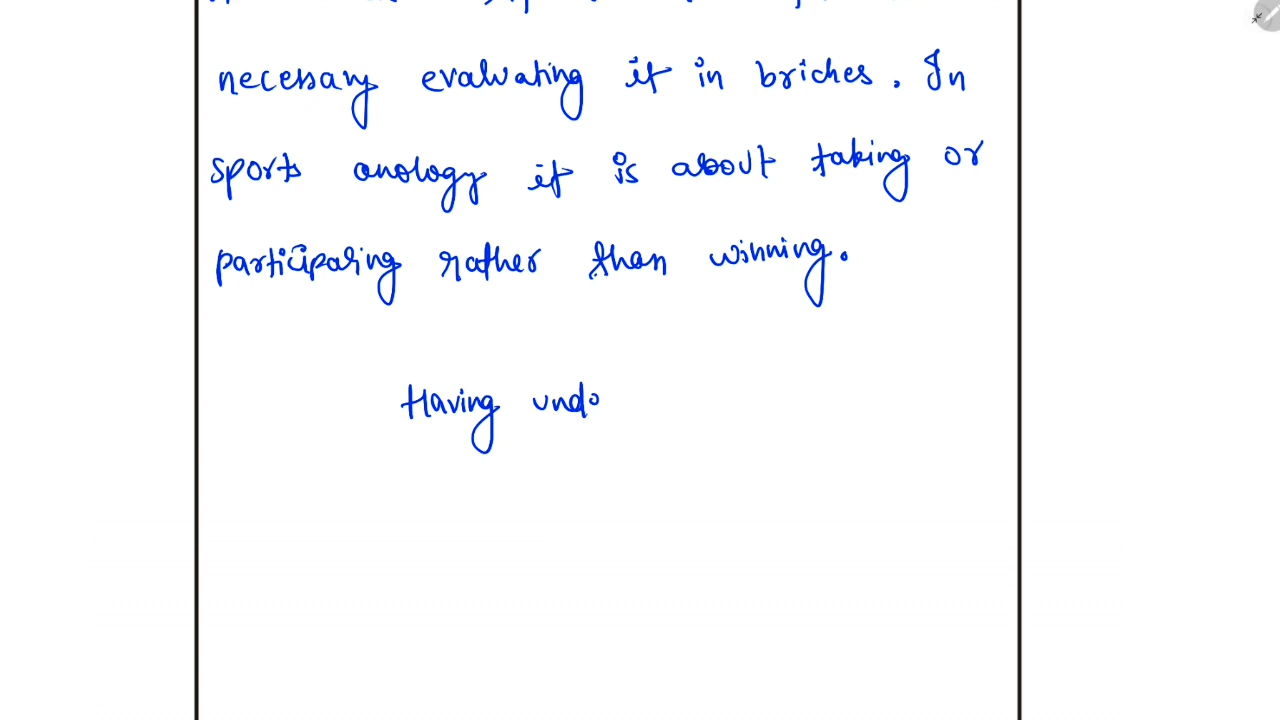 necessary evaluating it in briches. In
sports anology it is about taking or
participating rather than winning.
Having undo